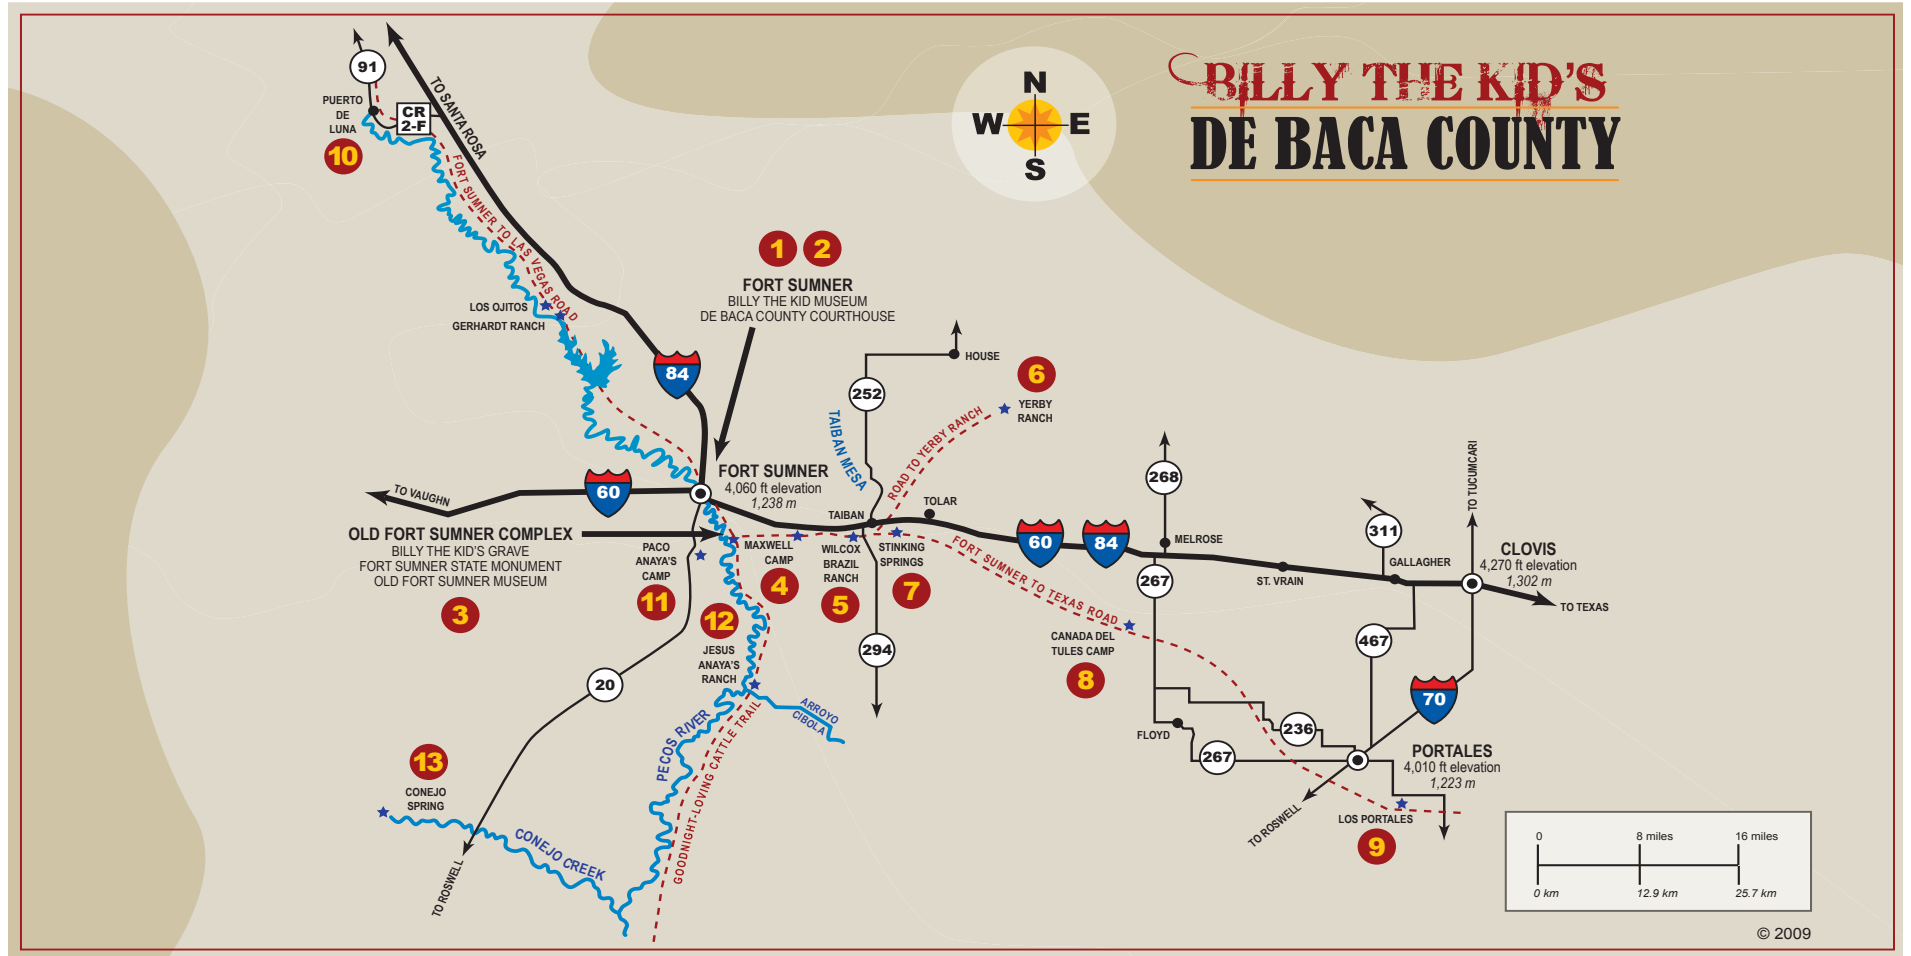 BILLY THE KID'S
DE BACA COUNTY
N
W
E
S
91
TO SANTA ROSA
PUERTO
DE
LUNA
CR
2-F
10
FORT SUMNER TO LAS VEGAS ROAD
LOS OJITOS
GERHARDT RANCH
1
2
FORT SUMNER
BILLY THE KID MUSEUM
DE BACA COUNTY COURTHOUSE
84
HOUSE
252
TAIBAN MESA
6
YERBY
RANCH
ROAD TO YERBY RANCH
FORT SUMNER
4,060 ft elevation
1,238 m
60
TO VAUGHN
TAIBAN
TOLAR
268
MELROSE
60
84
311
GALLAGHER
TO TUCUMCARI
CLOVIS
4,270 ft elevation
1,302 m
TO TEXAS
ST. VRAIN
267
OLD FORT SUMNER COMPLEX
BILLY THE KID'S GRAVE
FORT SUMNER STATE MONUMENT
OLD FORT SUMNER MUSEUM
3
PACO
ANAYA'S
CAMP
11
MAXWELL
CAMP
4
WILCOX
BRAZIL
RANCH
5
STINKING
SPRINGS
7
FORT SUMNER TO TEXAS ROAD
12
JESUS
ANAYA'S
RANCH
294
CANADA DEL
TULES CAMP
8
467
70
20
ARROYO
CIBOLA
PECOS RIVER
GOODNIGHT-LOVING CATTLE TRAIL
FLOYD
236
267
PORTALES
4,010 ft elevation
1,223 m
TO ROSWELL
LOS PORTALES
9
13
CONEJO
SPRING
CONEJO CREEK
TO ROSWELL
0
8 miles
16 miles
0 km
12.9 km
25.7 km
© 2009